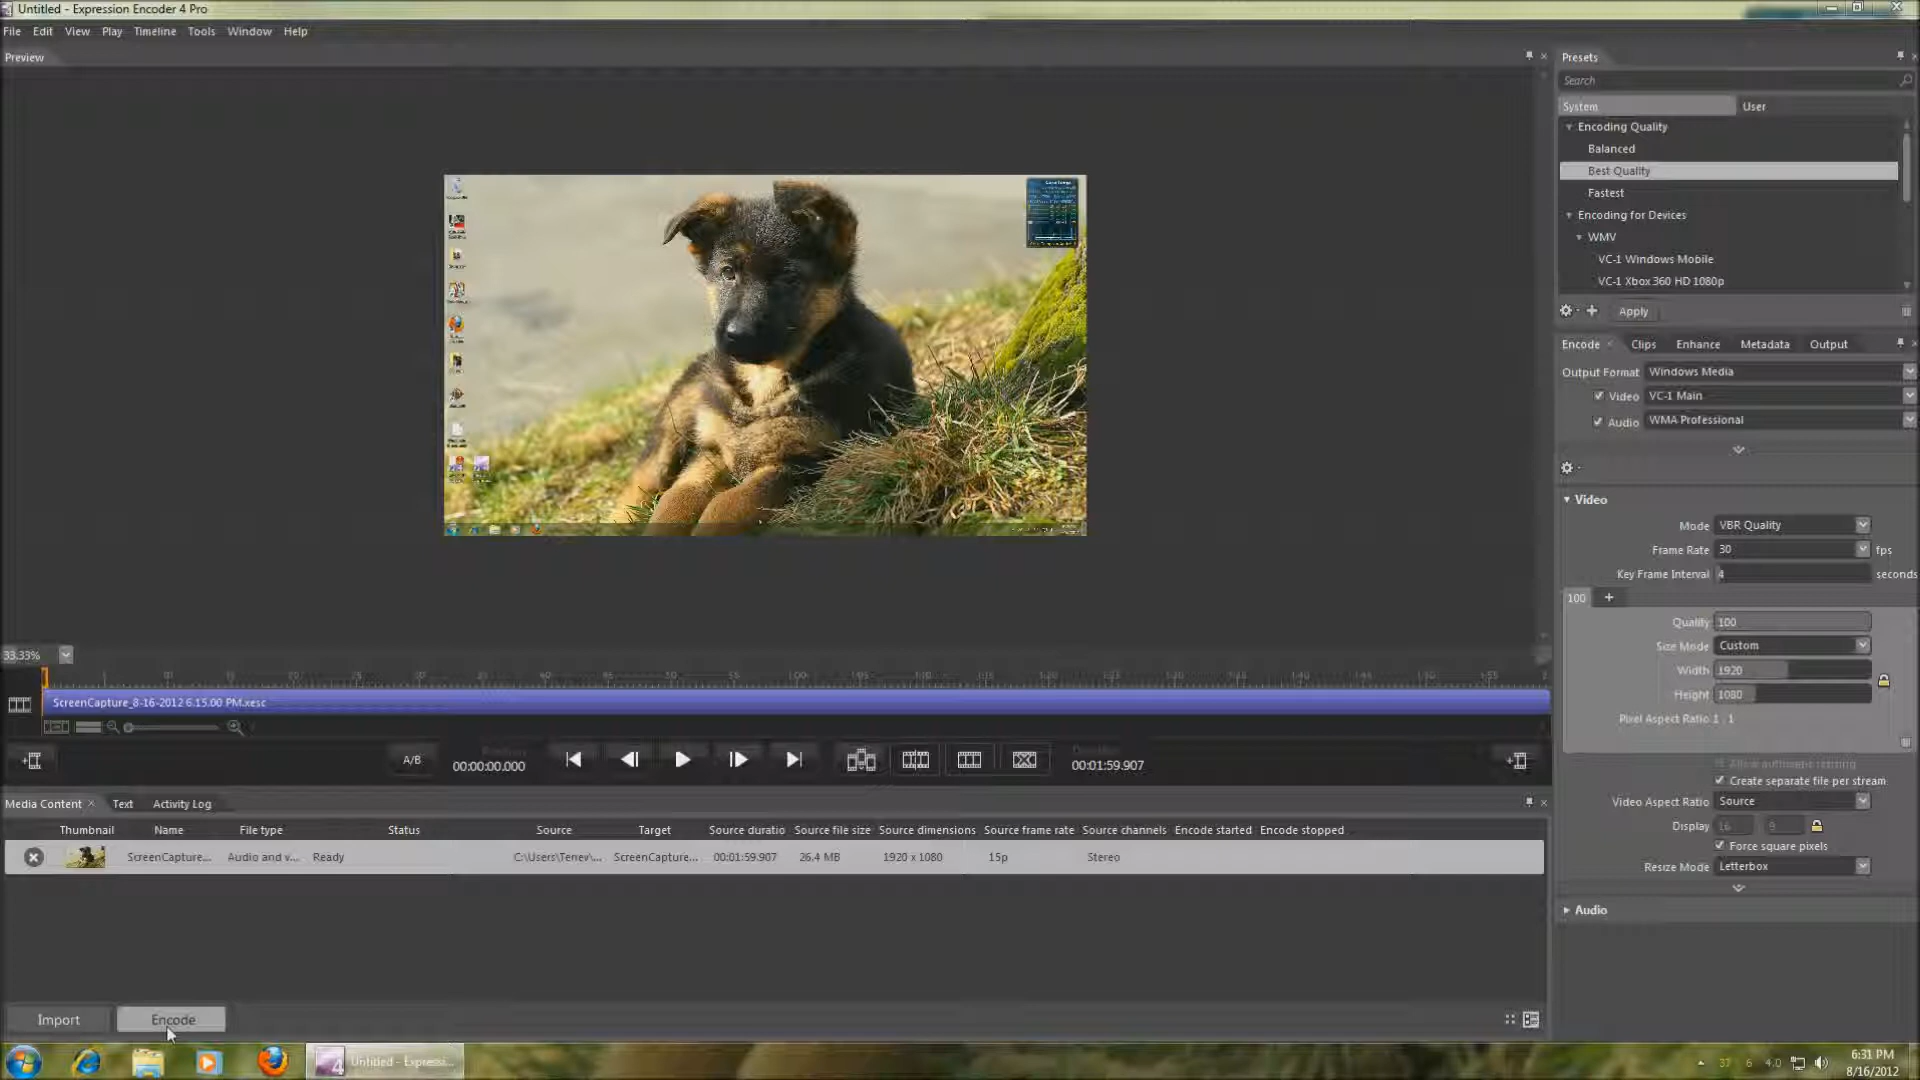 Untitled - Expression Encoder 4 Pro
File Edit View Play Timeline Tools Window Help
Preview
Presets
Search
System User
Encoding Quality
Balanced
Best Quality
Fastest
Encoding for Devices
WMV
VC-1 Windows Mobile
VC-1 Xbox 360 HD 1080p
Apply
Encode Clips Enhance Metadata Output
Output Format Windows Media
Video VC-1 Main
Audio WMA Professional
Video
Mode VBR Quality
Frame Rate 30 fps
Key Frame Interval 4 seconds
100 +
Quality 100
Size Mode Custom
Width 1920
Height 1080
Pixel Aspect Ratio 1 : 1
Create separate file per stream
Video Aspect Ratio Source
Display 16 9
Force square pixels
Resize Mode Letterbox
Audio
33.33%
ScreenCapture_8-16-2012 6.15.00 PM.xesc
A/B
00:00:00.000
00:01:59.907
Media Content Text Activity Log
Thumbnail Name File type Status Source Target Source duratio Source file size Source dimensions Source frame rate Source channels Encode started Encode stopped
ScreenCapture... Audio and v... Ready C:\Users\Tenev\... ScreenCapture... 00:01:59.907 26.4 MB 1920 x 1080 15p Stereo
Import Encode
Untitled - Expressi...
37 6 4.0
6:31 PM
8/16/2012